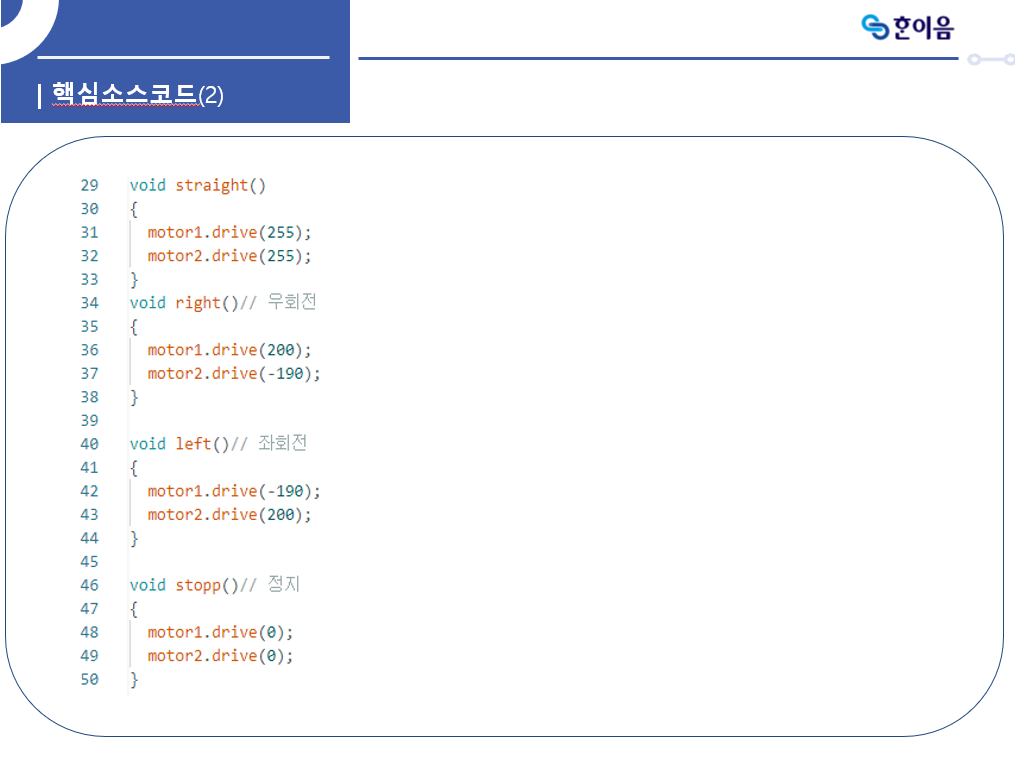 한이음
핵심소스코드(2)
29 void straight()
30 {
31 motor1.drive(255);
32 motor2.drive(255);
33 }
34 void right()// 우회전
35 {
36 motor1.drive(200);
37 motor2.drive(-190);
38 }
39
40 void left()// 좌회전
41 {
42 motor1.drive(-190);
43 motor2.drive(200);
44 }
45
46 void stopp()// 정지
47 {
48 motor1.drive(0);
49 motor2.drive(0);
50 }